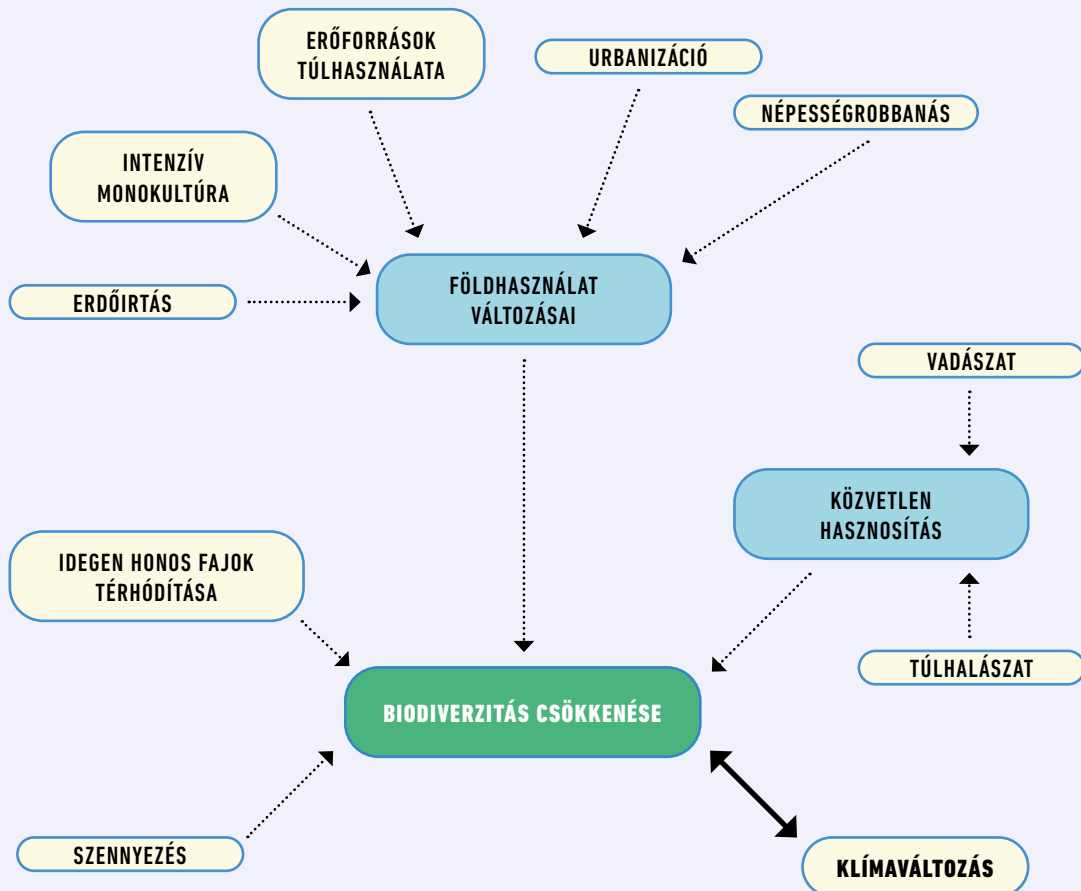 ERŐFORRÁSOK
TÚLHASZNÁLATA
URBANIZÁCIÓ
NÉPESSÉGROBBANÁS
INTENZÍV
MONOKULTÚRA
ERDŐIRTÁS
FÖLDHASZNÁLAT
VÁLTOZÁSAI
VADÁSZAT
KÖZVETLEN
HASZNOSÍTÁS
IDEGEN HONOS FAJOK
TÉRHÓDÍTÁSA
TÚLHALÁSZAT
BIODIVERZITÁS CSÖKKENÉSE
SZENNYEZÉS
KLÍMAVÁLTOZÁS